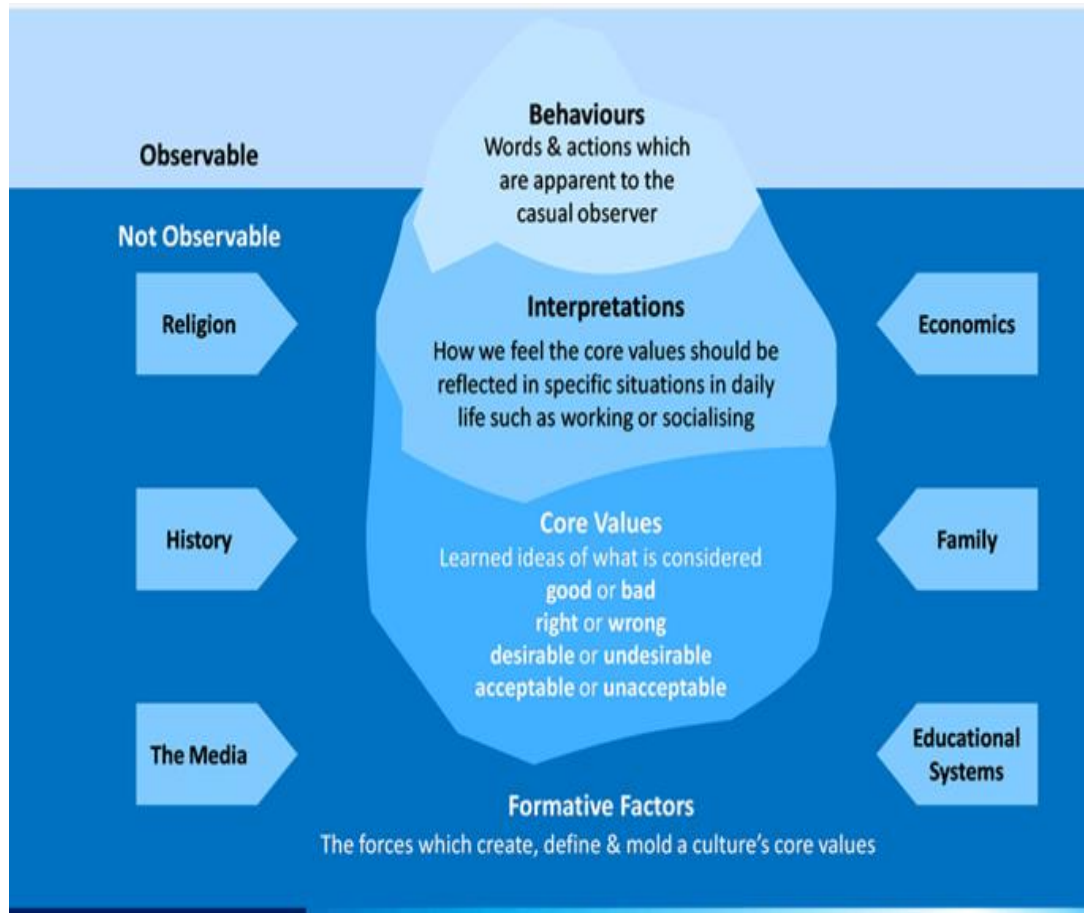 Behaviours
Words & actions which
are apparent to the
casual observer
Observable
Not Observable
Religion
Economics
Interpretations
How we feel the core values should be
reflected in specific situations in daily
life such as working or socialising
History
Family
Core Values
Learned ideas of what is considered
good or bad
right or wrong
desirable or undesirable
acceptable or unacceptable
The Media
Educational
Systems
Formative Factors
The forces which create, define & mold a culture's core values